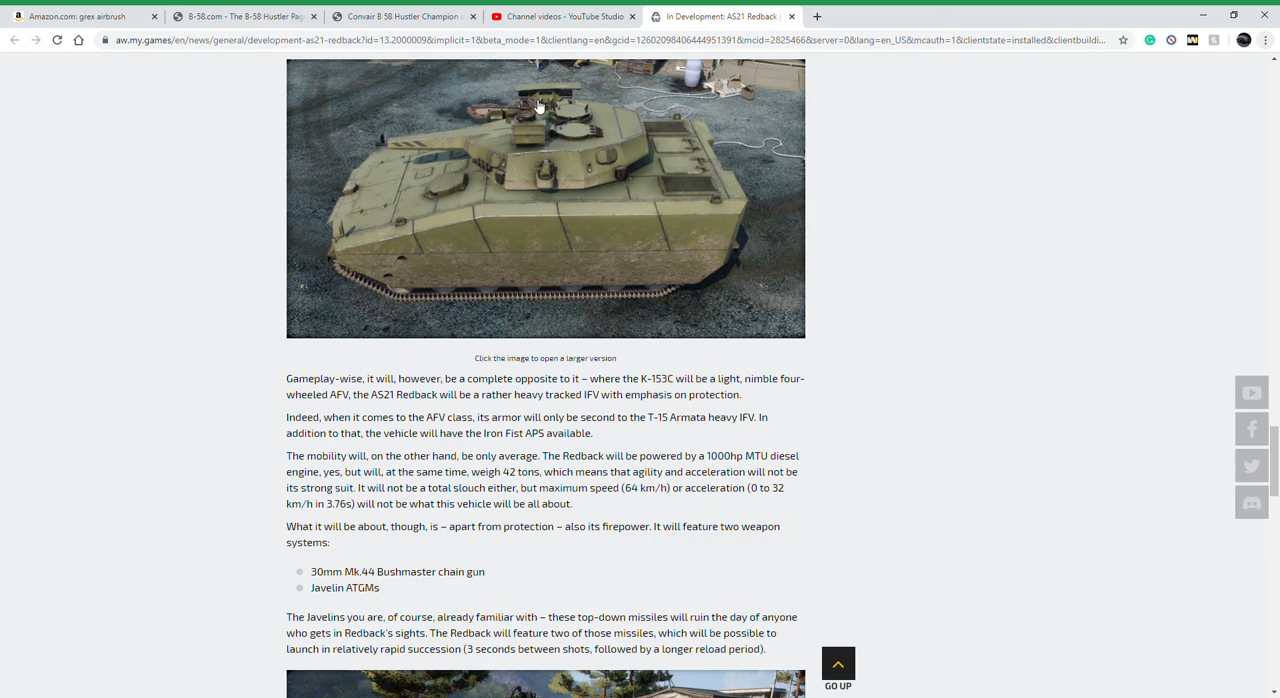 Amazon.com: grex airbrush
B-58.com - The B-58 Hustler Pag
Convair B 58 Hustler Champion o
Channel videos - YouTube Studio
In Development: AS21 Redback |
aw.my.games/en/news/general/development-as21-redback?id=13.2000009&implicit=1&beta_mode=1&clientlang=en&gcid=12602098406444951391&mcid=2825466&server=0&lang=en_US&mcauth=1&clientstate=installed&clientbuildi...
Click the image to open a larger version
Gameplay-wise, it will, however, be a complete opposite to it – where the K-153C will be a light, nimble four-
wheeled AFV, the AS21 Redback will be a rather heavy tracked IFV with emphasis on protection.
Indeed, when it comes to the AFV class, its armor will only be second to the T-15 Armata heavy IFV. In
addition to that, the vehicle will have the Iron Fist APS available.
The mobility will, on the other hand, be only average. The Redback will be powered by a 1000hp MTU diesel
engine, yes, but will, at the same time, weigh 42 tons, which means that agility and acceleration will not be
its strong suit. It will not be a total slouch either, but maximum speed (64 km/h) or acceleration (0 to 32
km/h in 3.76s) will not be what this vehicle will be all about.
What it will be about, though, is – apart from protection – also its firepower. It will feature two weapon
systems:
30mm Mk.44 Bushmaster chain gun
Javelin ATGMs
The Javelins you are, of course, already familiar with – these top-down missiles will ruin the day of anyone
who gets in Redback's sights. The Redback will feature two of those missiles, which will be possible to
launch in relatively rapid succession (3 seconds between shots, followed by a longer reload period).
GO UP